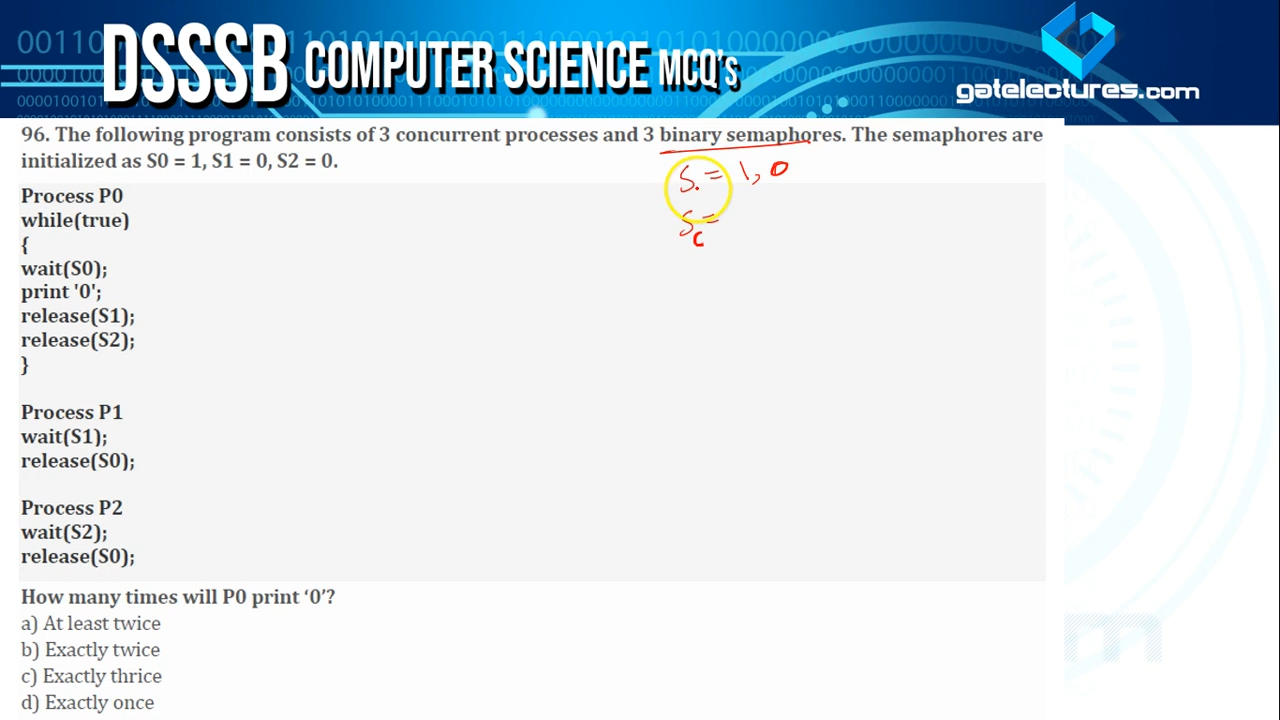 DSSSB COMPUTER SCIENCE MCQ's
gatelectures.com
96. The following program consists of 3 concurrent processes and 3 binary semaphores. The semaphores are
initialized as S0 = 1, S1 = 0, S2 = 0.
S. = 1, 0
S =
c
Process P0
while(true)
{
wait(S0);
print '0';
release(S1);
release(S2);
}
Process P1
wait(S1);
release(S0);
Process P2
wait(S2);
release(S0);
How many times will P0 print ‘0’?
a) At least twice
b) Exactly twice
c) Exactly thrice
d) Exactly once